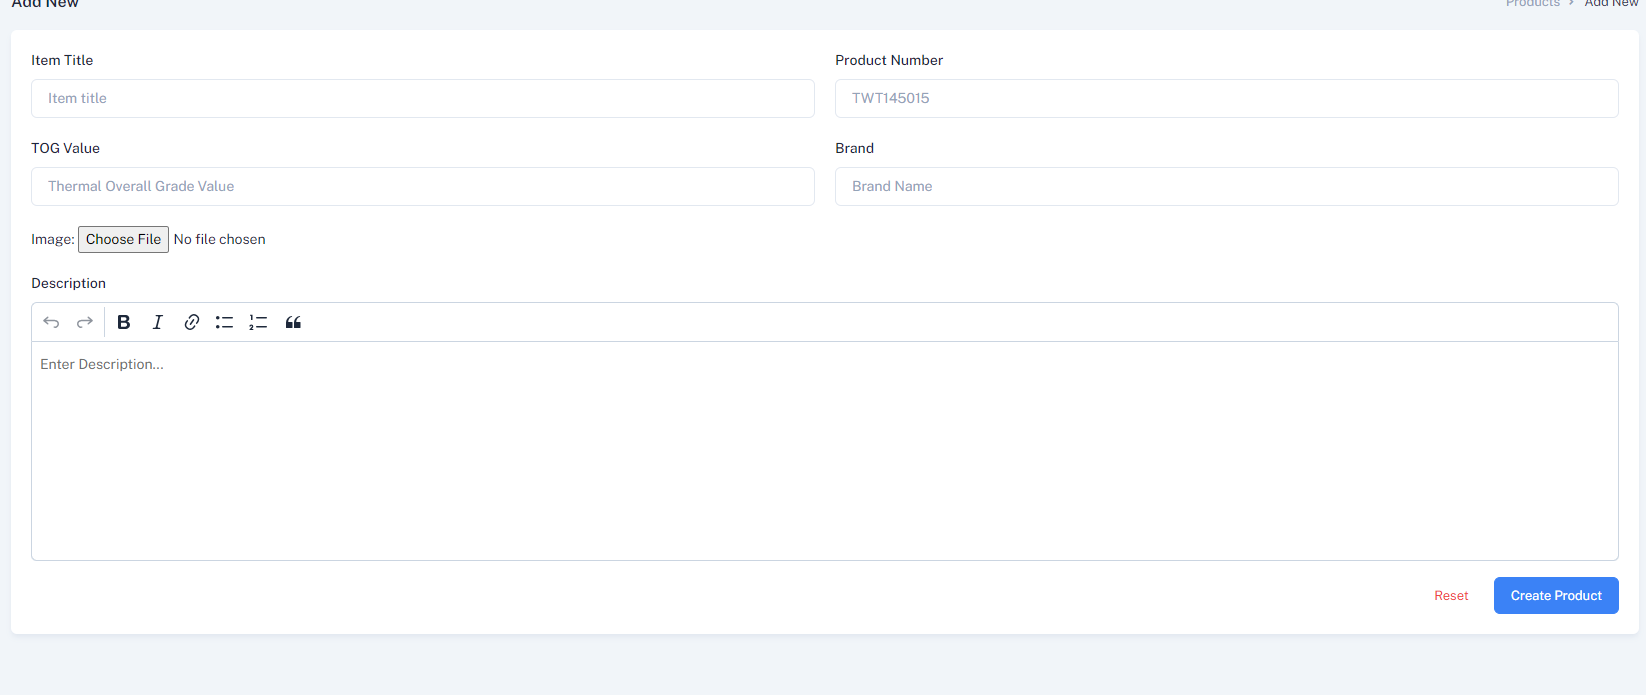 Add New
Products > Add New
Item Title
Product Number
Item title
TWT145015
TOG Value
Brand
Thermal Overall Grade Value
Brand Name
Image: Choose File No file chosen
Description
Enter Description...
Reset
Create Product